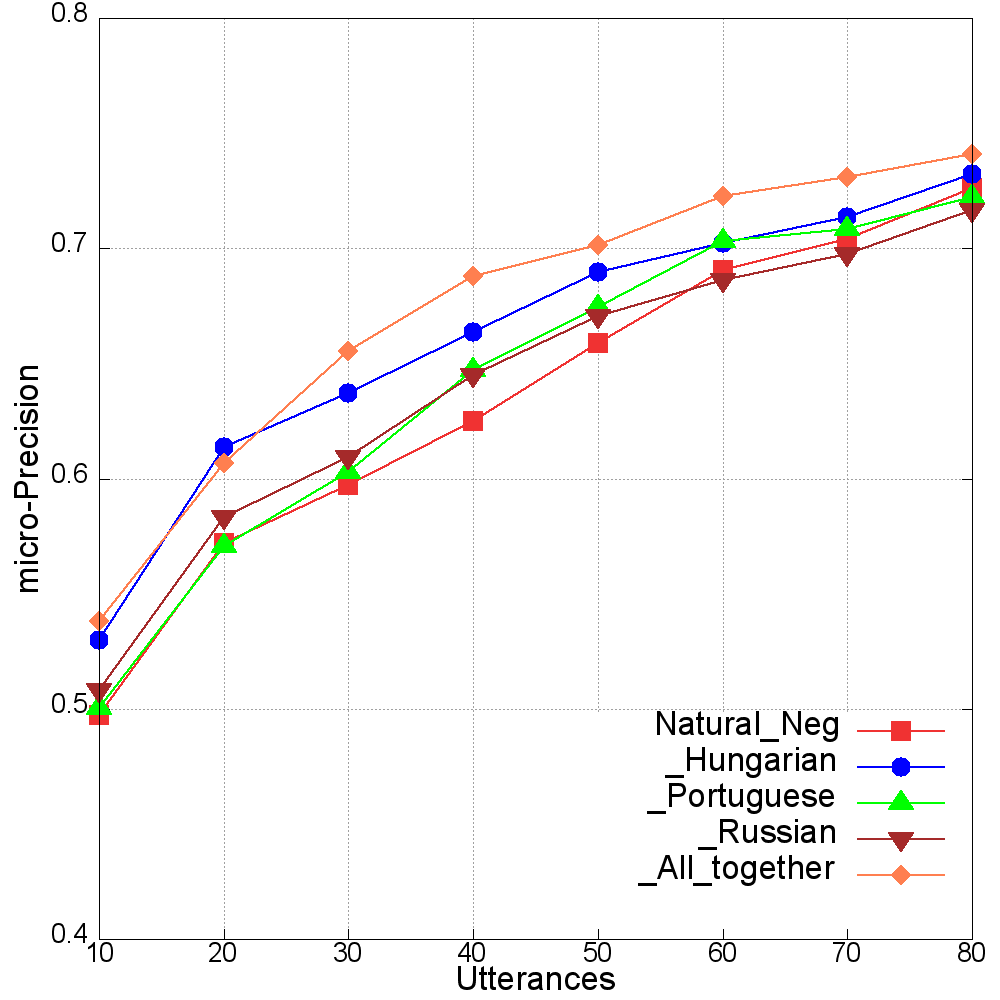 0.8
0.7
0.6
0.5
0.4
micro-Precision
Natural_Neg
_Hungarian
_Portuguese
_Russian
_All_together
10 20 30 40 50 60 70 80
Utterances